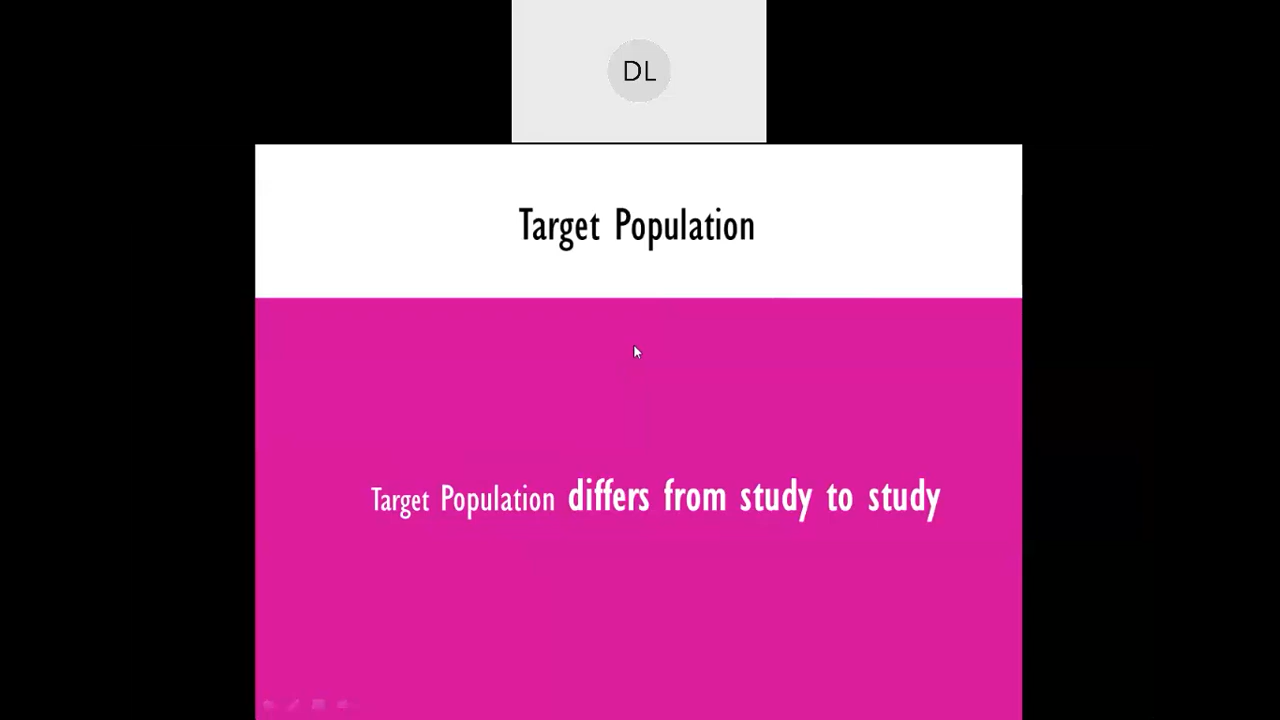 DL
Target Population
Target Population differs from study to study